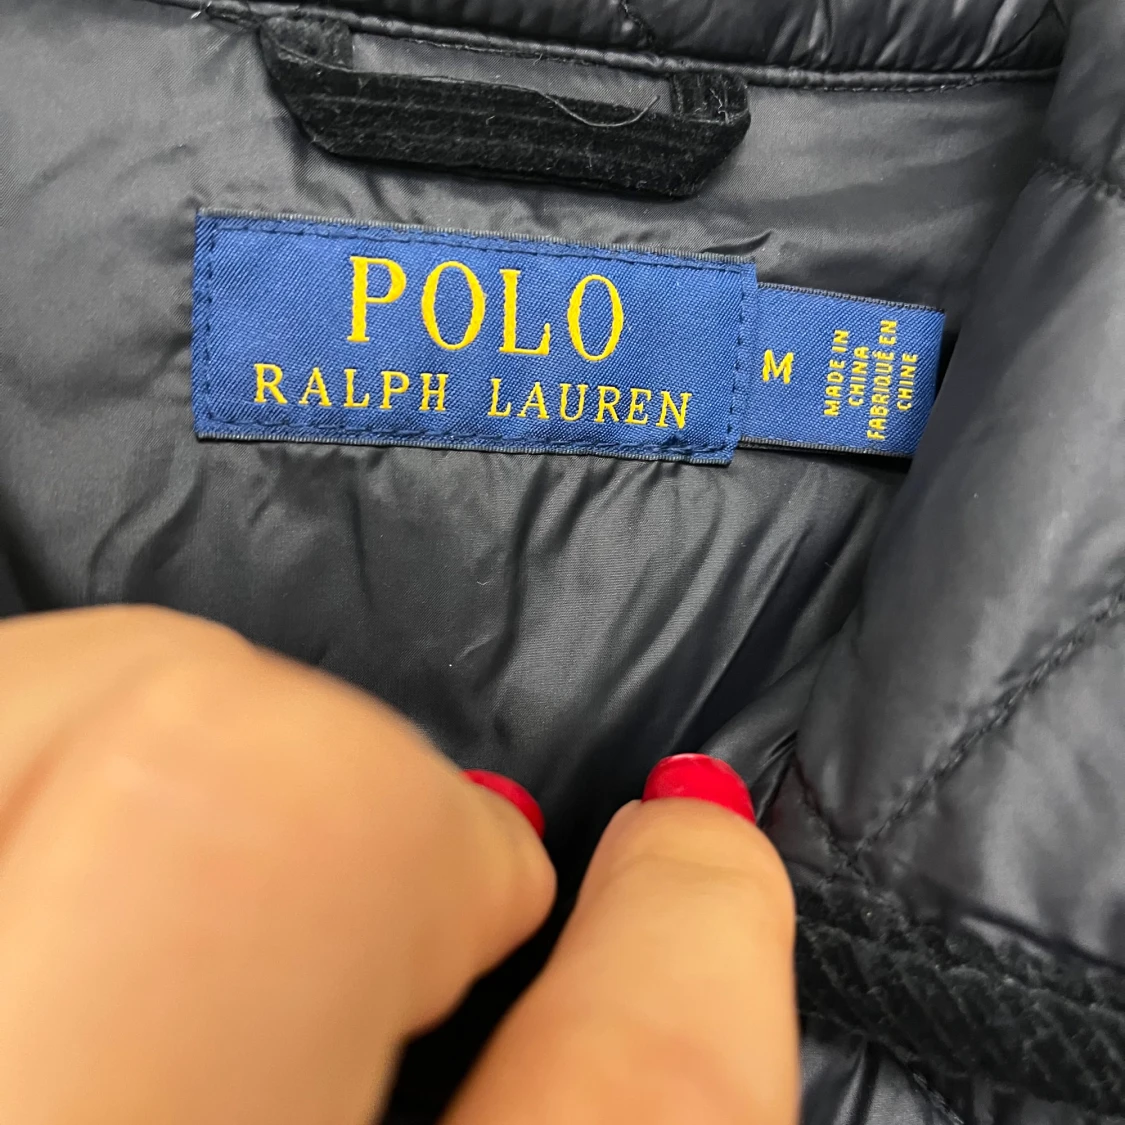 POLO
RALPH LAUREN
M
MADE IN
CHINA
FABRIQUÉ EN
CHINE